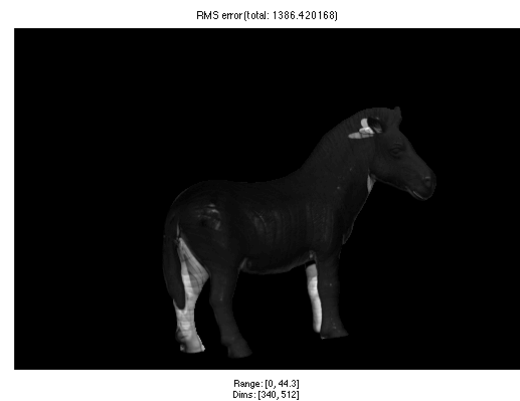 RMS error(total: 1386.420168)
Range: [0, 44.3]
Dims: [340, 512]